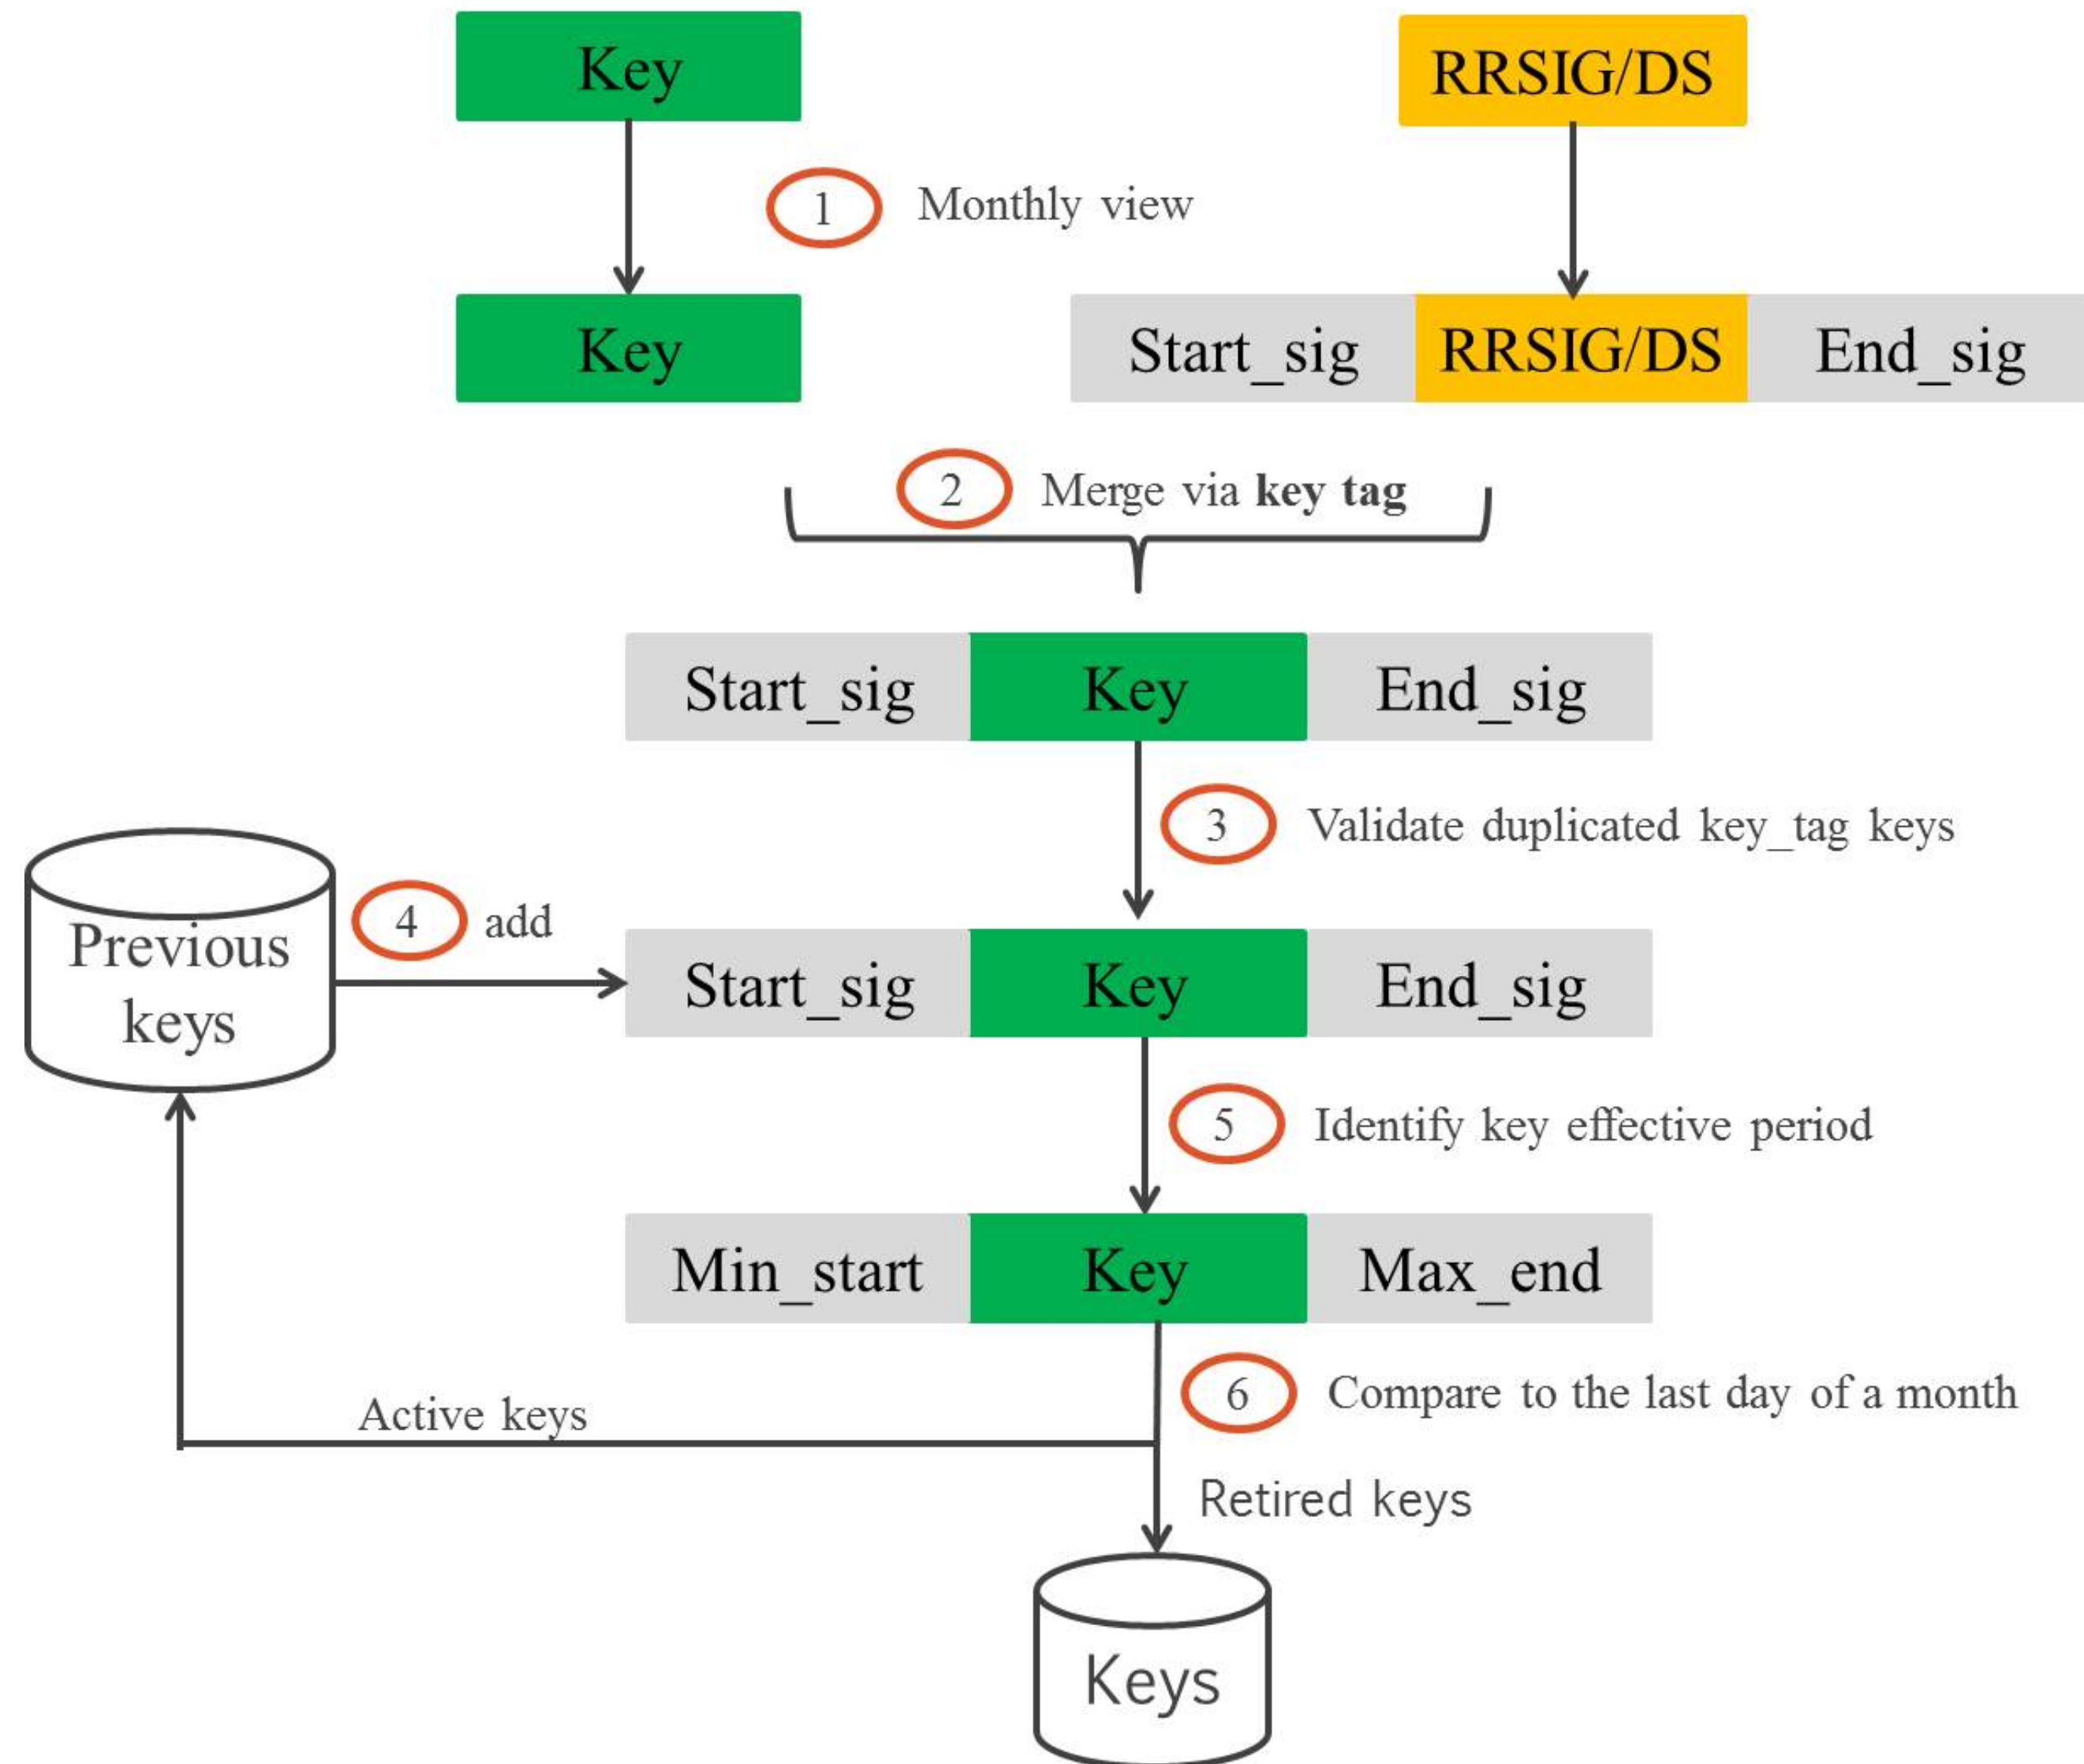 Key
RRSIG/DS
1 Monthly view
Key
Start_sig RRSIG/DS End_sig
2 Merge via key tag
Start_sig Key End_sig
3 Validate duplicated key_tag keys
Previous
keys
4 add
Start_sig Key End_sig
5 Identify key effective period
Min_start Key Max_end
6 Compare to the last day of a month
Active keys
Retired keys
Keys